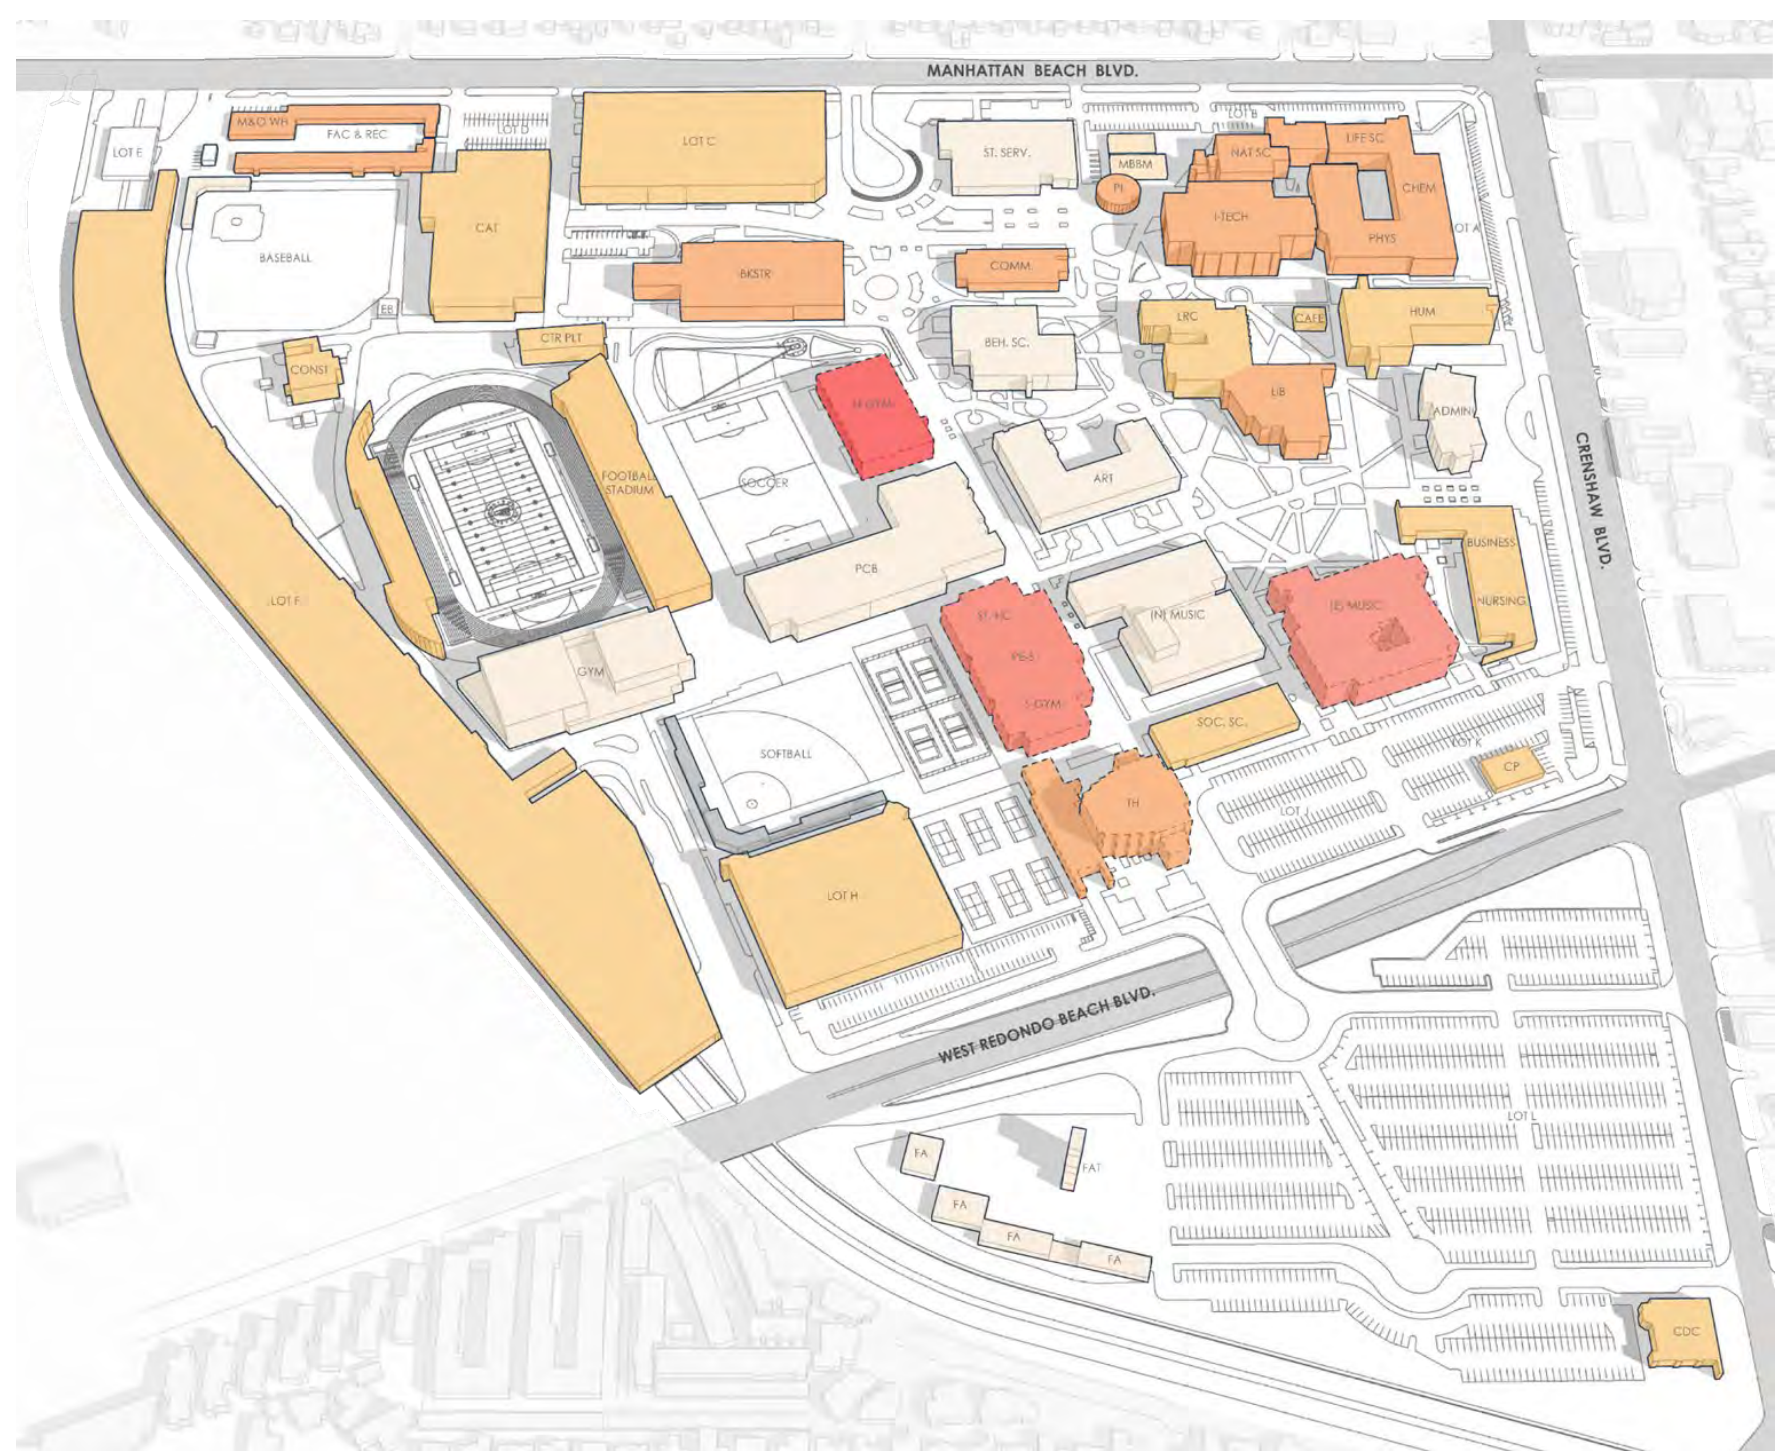 MANHATTAN BEACH BLVD.
M&O WH
FAC & REC
LOT D
LOT C
LOT B
LOT E
ST. SERV.
MBBM
NAT SC
LIFE SC.
PI
CHEM
I-TECH
PHYS
LOT A
CAT
BASEBALL
BKSTR
COMM.
EB
LRC
CAFE
HUM
CTR PLT
BEH. SC.
CONST
LIB
ADMIN
ART
FOOTBALL
STADIUM
SOCCER
CRENSHAW BLVD.
BUSINESS
PCB
LOT F
NURSING
(N) MUSIC
(E) MUSIC
GYM
S-GYM
SOC. SC.
SOFTBALL
LOT K
CP
TH
LOT J
LOT H
WEST REDONDO BEACH BLVD.
LOT L
FA
FAT
FA
FA
FA
CDC